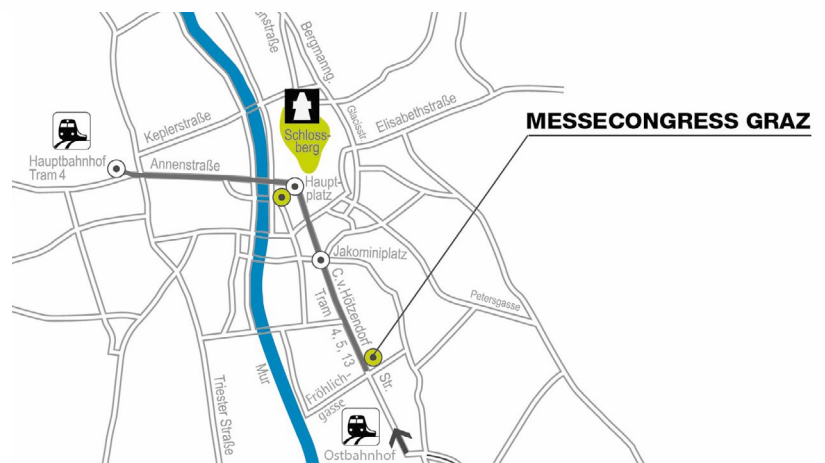 enstraße
Bergmanng.
Glacisstr
Elisabethstraße
Keplerstraße
MESSECONGRESS GRAZ
Schloss-
berg
Hauptbahnhof
Tram 4
Annenstraße
Haupt-
platz
Jakominiplatz
C.v.Hötzendorf
Str.
Tram 4, 5, 13
Petersgasse
Mur
Triester Straße
Fröhlich-
gasse
Ostbahnhof